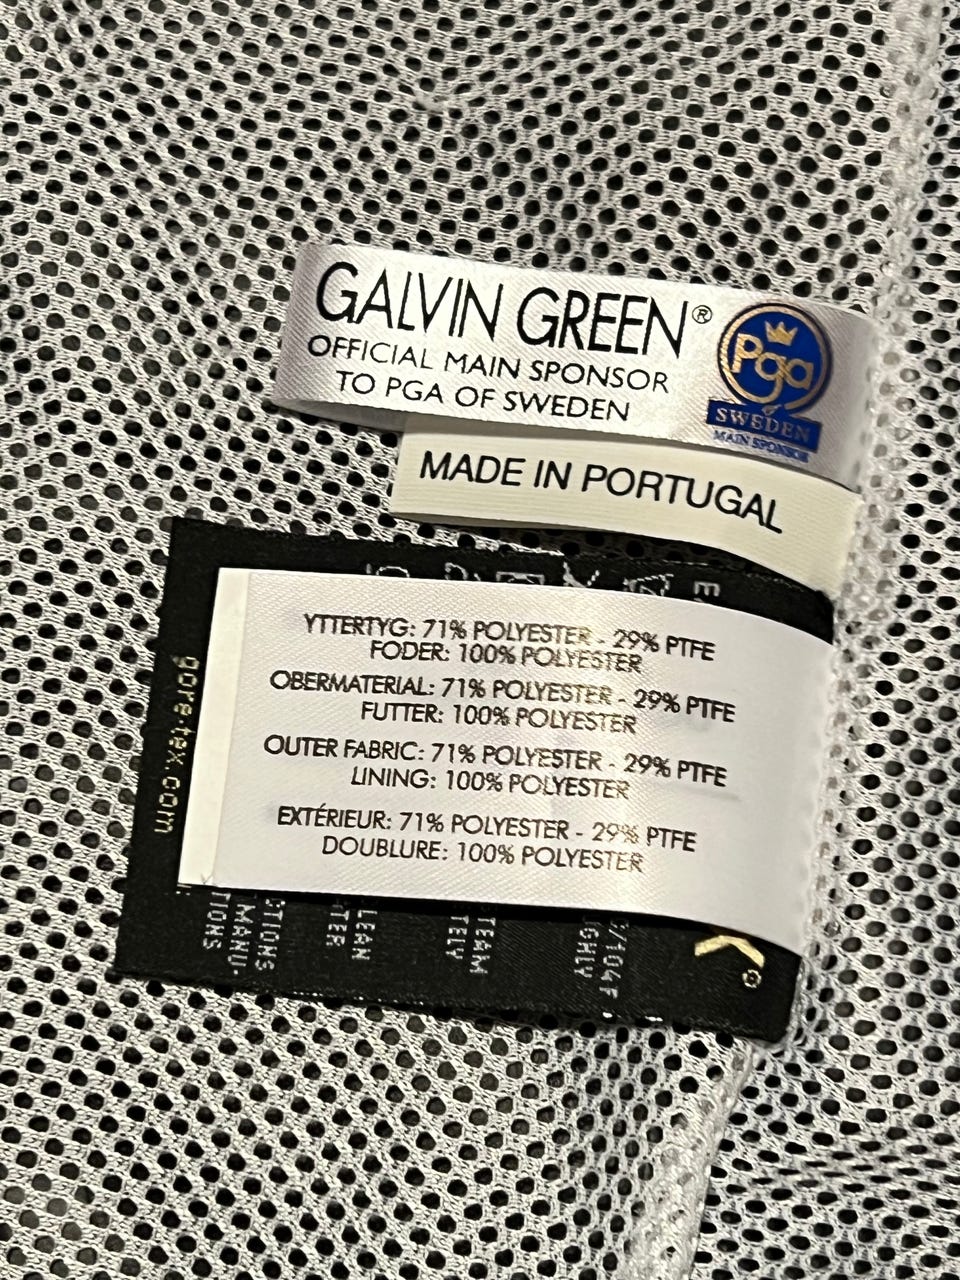 GALVIN GREEN®
OFFICIAL MAIN SPONSOR
TO PGA OF SWEDEN
Pga
SWEDEN
MAIN SPONSOR
MADE IN PORTUGAL
YTTERTYG: 71% POLYESTER - 29% PTFE
FODER: 100% POLYESTER
OBERMATERIAL: 71% POLYESTER - 29% PTFE
FUTTER: 100% POLYESTER
OUTER FABRIC: 71% POLYESTER - 29% PTFE
LINING: 100% POLYESTER
EXTÉRIEUR: 71% POLYESTER - 29% PTFE
DOUBLURE: 100% POLYESTER
gore-tex.com